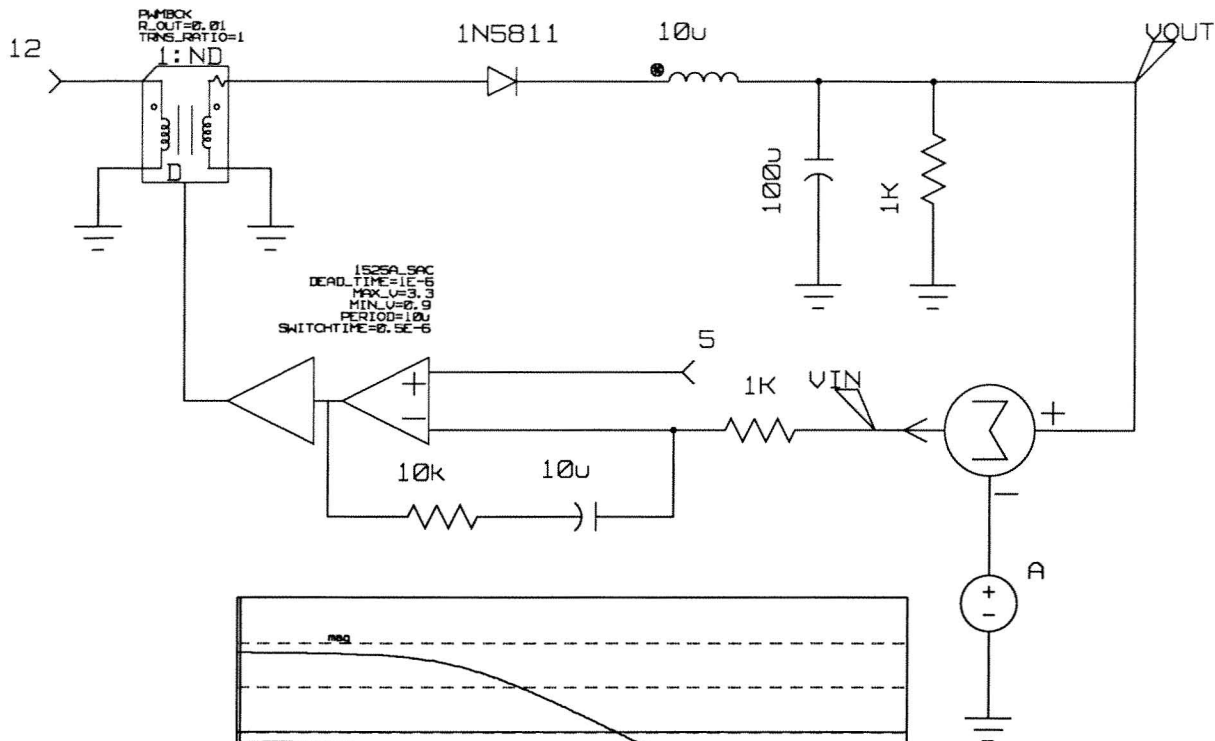 PWMBCK
R_OUT=0.01
TRNS_RATIO=1
1:ND
12
1N5811
10u
VOUT
D
100u
1K
1525A_SAC
DEAD_TIME=1E-6
MAX_V=3.3
MIN_V=0.9
PERIOD=10u
SWITCHTIME=0.5E-6
5
1K
VIN
+
−
+
−
10k
10u
A
+
-
mag